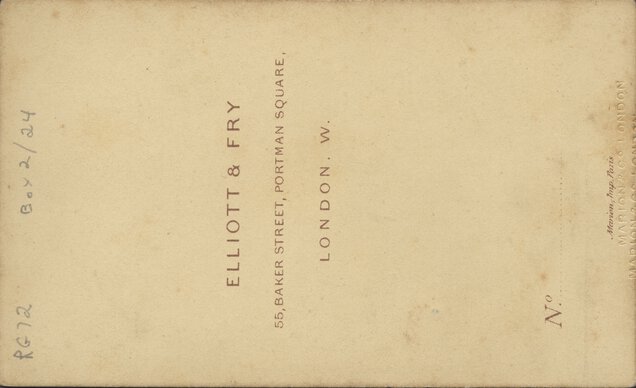 RG72 Box 2/24
ELLIOTT & FRY
55, BAKER STREET, PORTMAN SQUARE,
LONDON. W.
No.
Marion, Imp. Paris
MARION & CO LONDON